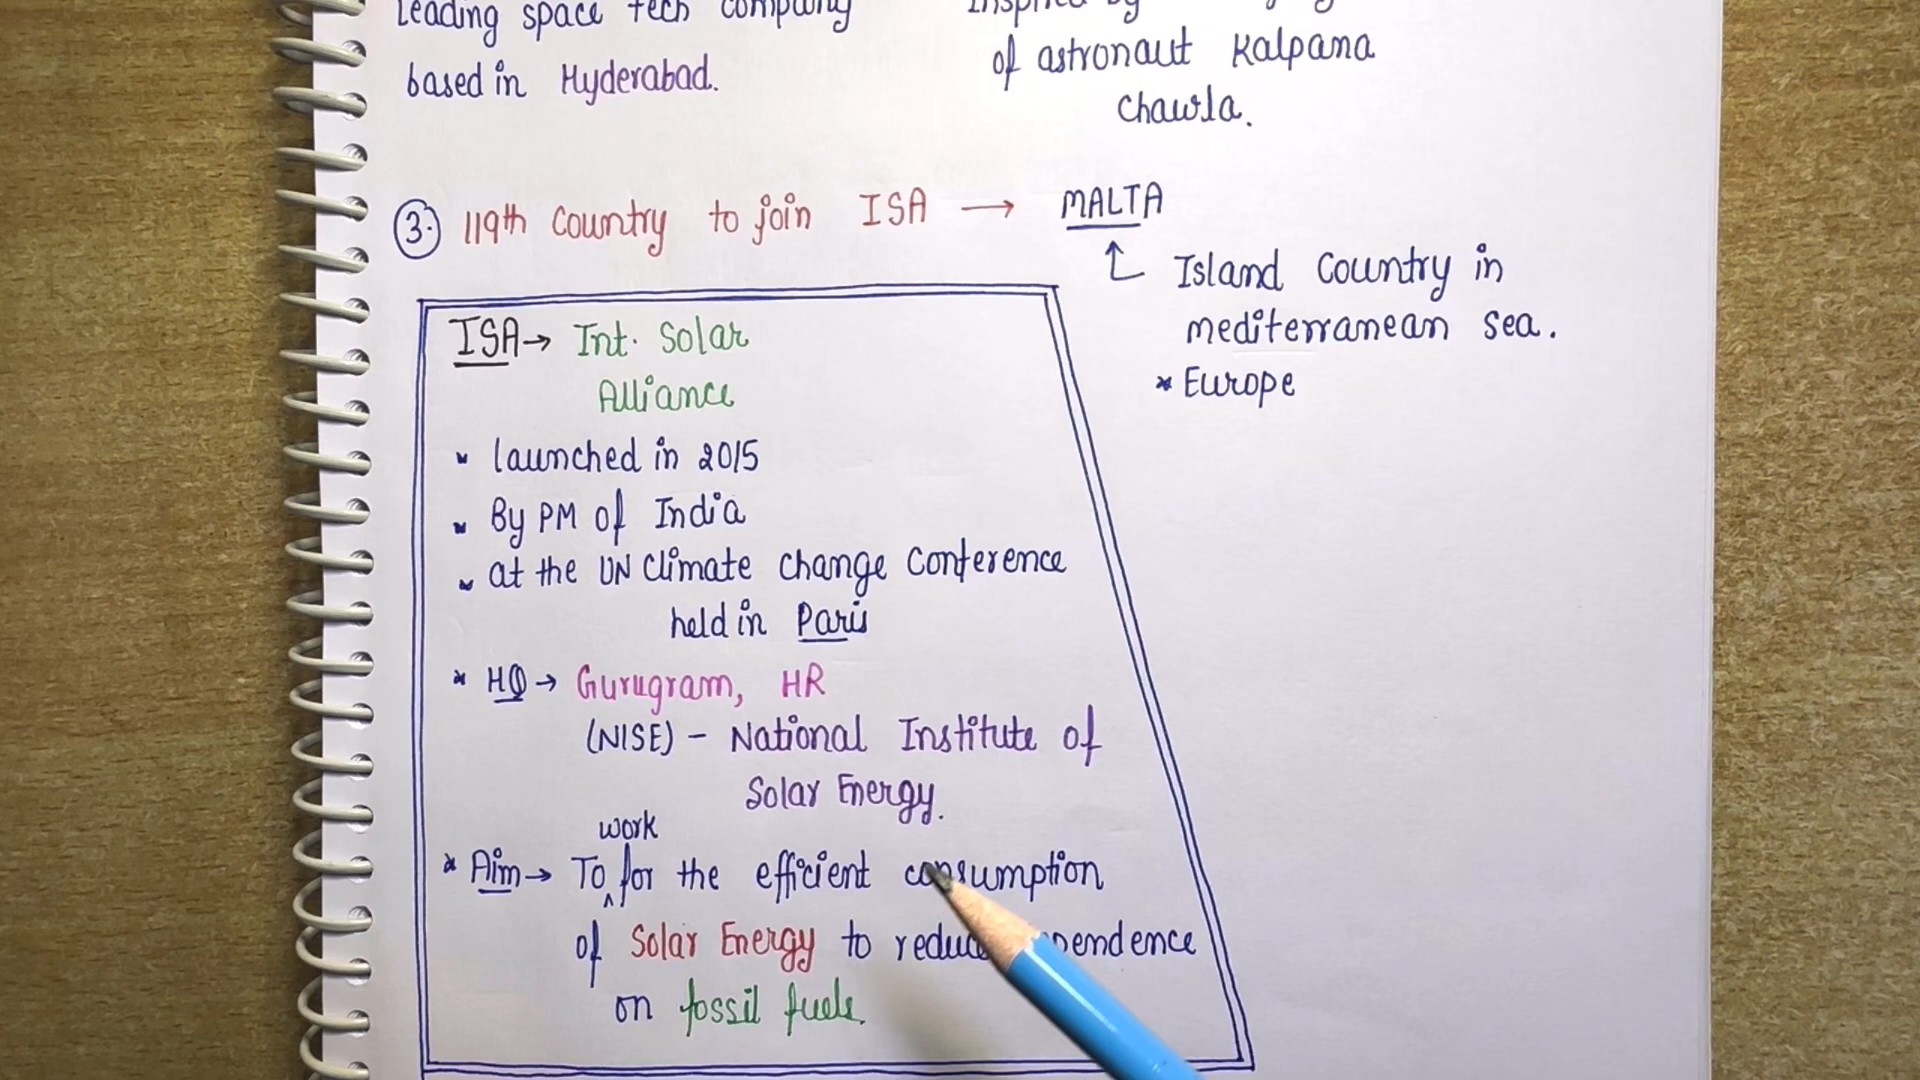 Leading space tech company
based in Hyderabad.
Inspired by
of astronaut Kalpana
Chawla.
3. 119th Country to join ISA → MALTA
Island Country in
mediterranean sea.
* Europe
ISA → Int. Solar
Alliance
launched in 2015
By PM of India
at the UN Climate change Conference
held in Paris
* HQ → Gurugram, HR
(NISE) - National Institute of
Solar Energy.
work
* Aim → To ^ for the efficient consumption
of Solar Energy to reduce
on fossil fuels.